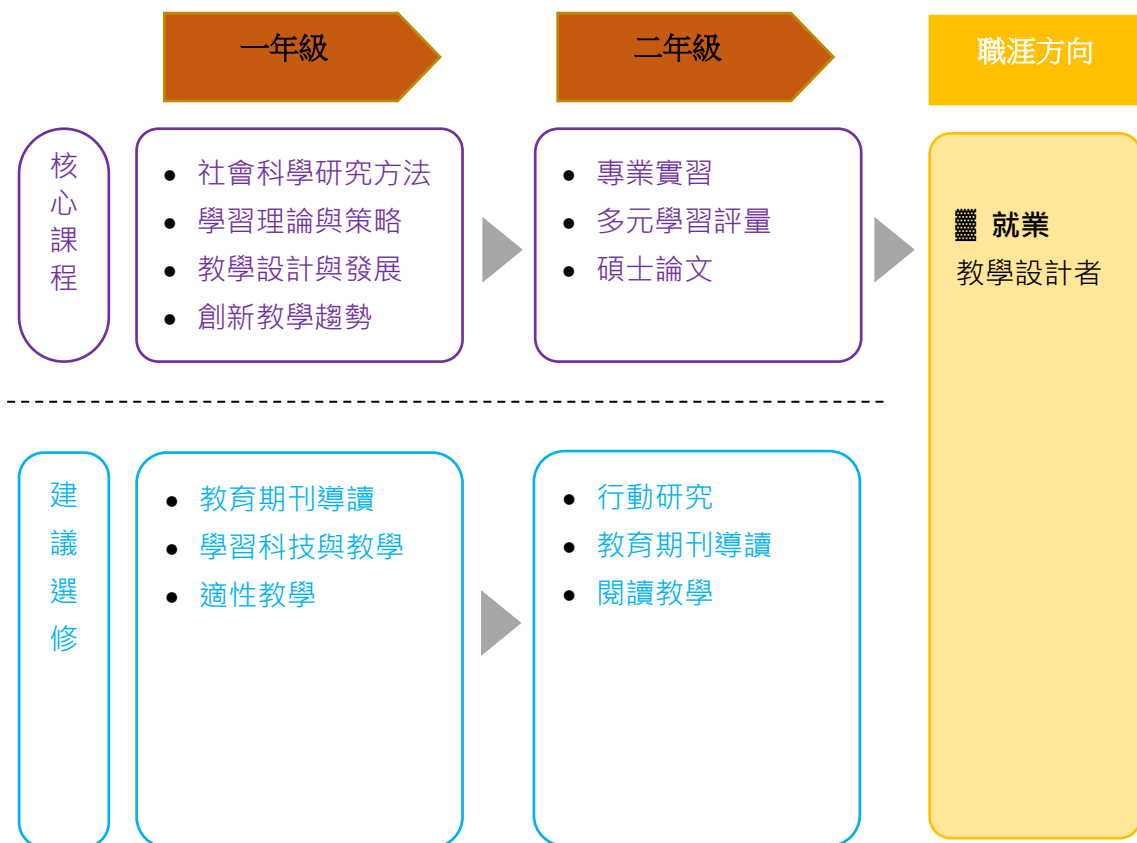 一年級
二年級
職涯方向
核
心
課
程
● 社會科學研究方法
● 學習理論與策略
● 教學設計與發展
● 創新教學趨勢
● 專業實習
● 多元學習評量
● 碩士論文
▓ 就業
教學設計者
建
議
選
修
● 教育期刊導讀
● 學習科技與教學
● 適性教學
● 行動研究
● 教育期刊導讀
● 閱讀教學